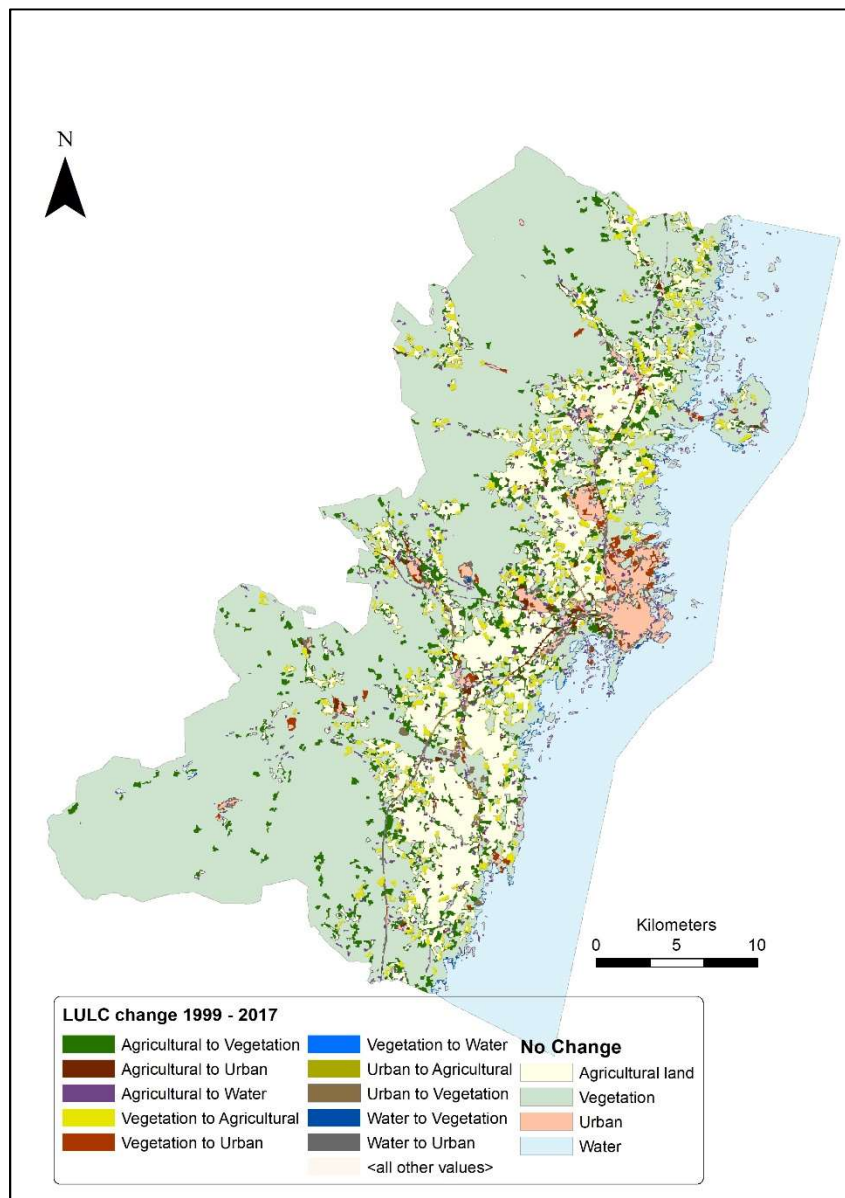 N
Kilometers
0 5 10
LULC change 1999 - 2017
Agricultural to Vegetation
Agricultural to Urban
Agricultural to Water
Vegetation to Agricultural
Vegetation to Urban
Vegetation to Water
Urban to Agricultural
Urban to Vegetation
Water to Vegetation
Water to Urban
<all other values>
No Change
Agricultural land
Vegetation
Urban
Water